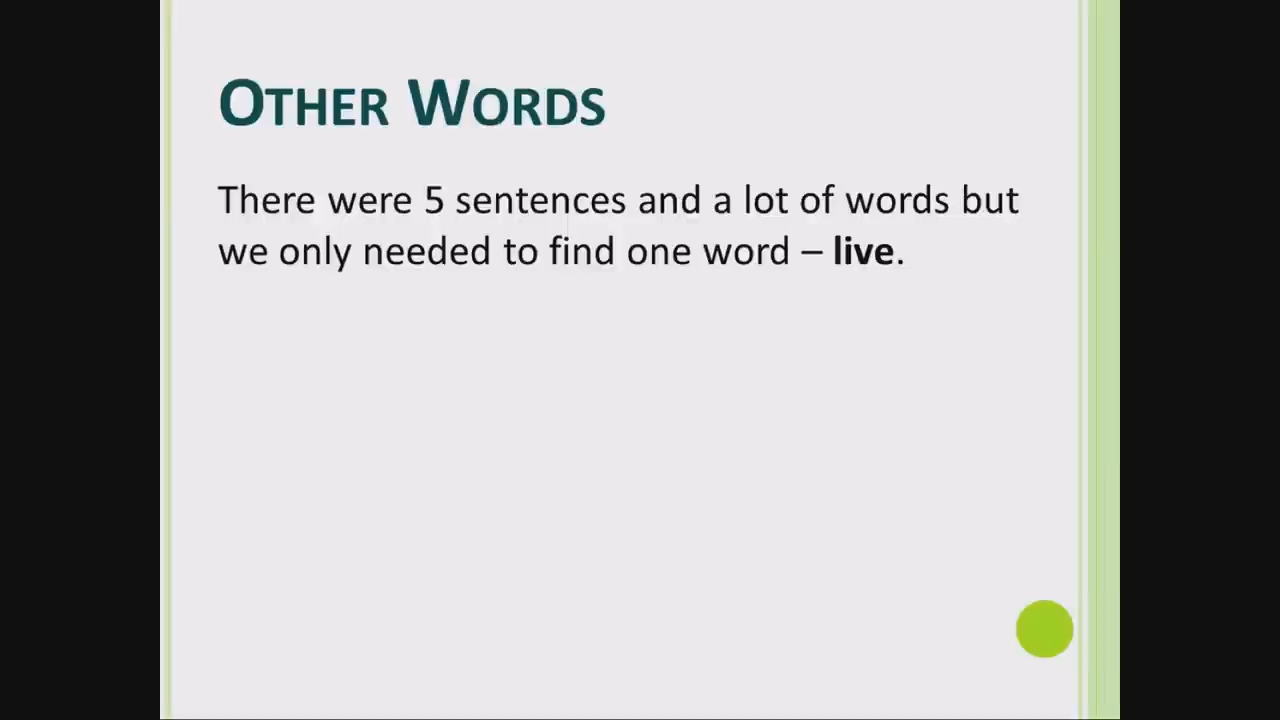 OTHER WORDS
There were 5 sentences and a lot of words but
we only needed to find one word – live.